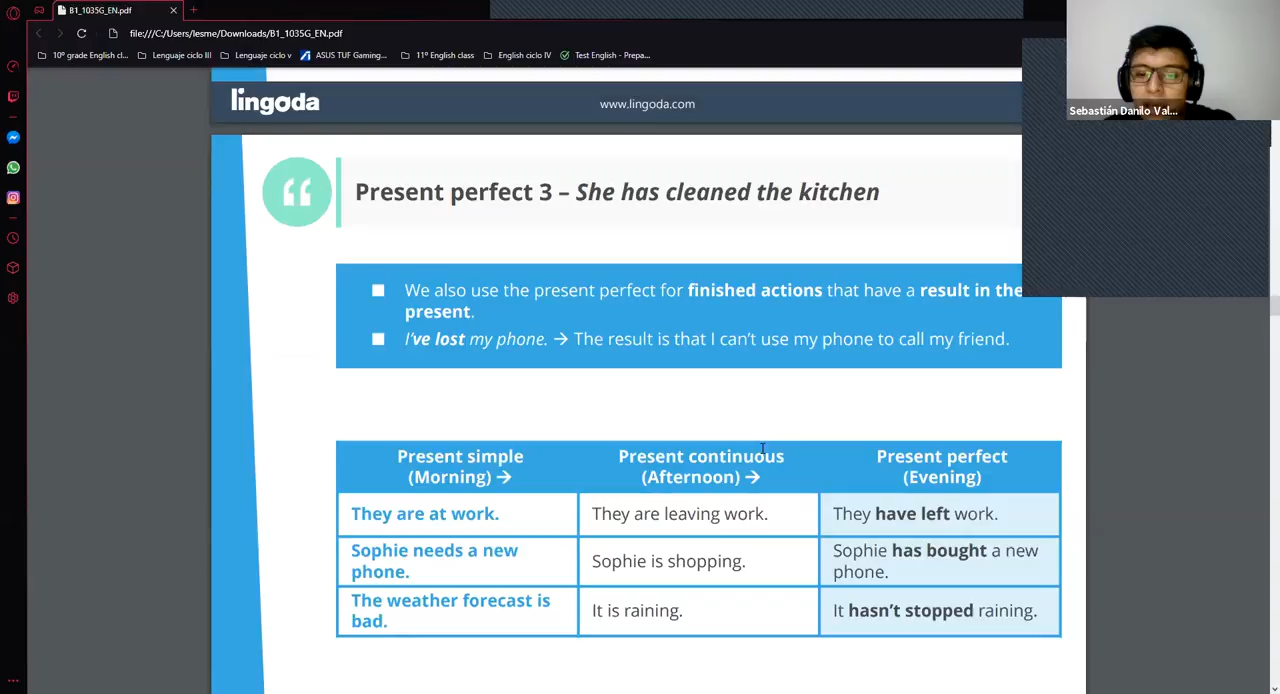 B1_1035G_EN.pdf
file:///C:/Users/lesme/Downloads/B1_1035G_EN.pdf
10º grade English cl...
Lenguaje ciclo III
Lenguaje ciclo v
ASUS TUF Gaming...
11º English class
English ciclo IV
Test English - Prepa...
Sebastián Danilo Val...
lingoda
www.lingoda.com
Present perfect 3 – She has cleaned the kitchen
We also use the present perfect for finished actions that have a result in the
present.
I've lost my phone. → The result is that I can't use my phone to call my friend.
Present simple
(Morning) →
Present continuous
(Afternoon) →
Present perfect
(Evening)
They are at work.
They are leaving work.
They have left work.
Sophie needs a new
phone.
Sophie is shopping.
Sophie has bought a new
phone.
The weather forecast is
bad.
It is raining.
It hasn't stopped raining.